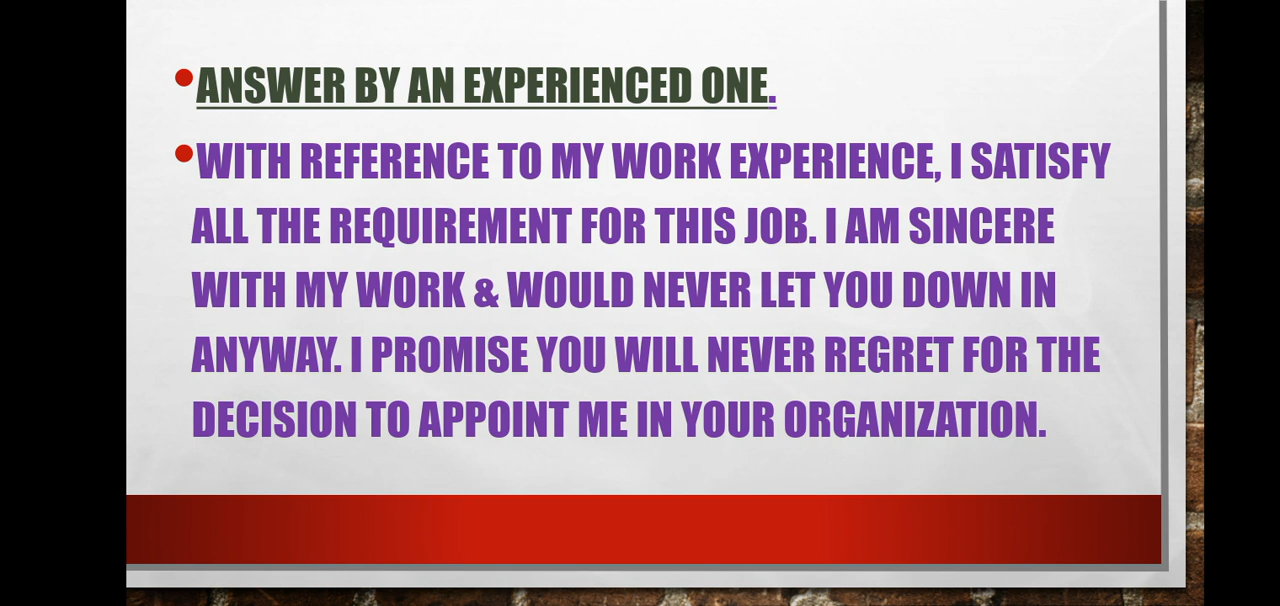 •ANSWER BY AN EXPERIENCED ONE.
•WITH REFERENCE TO MY WORK EXPERIENCE, I SATISFY
ALL THE REQUIREMENT FOR THIS JOB. I AM SINCERE
WITH MY WORK & WOULD NEVER LET YOU DOWN IN
ANYWAY. I PROMISE YOU WILL NEVER REGRET FOR THE
DECISION TO APPOINT ME IN YOUR ORGANIZATION.